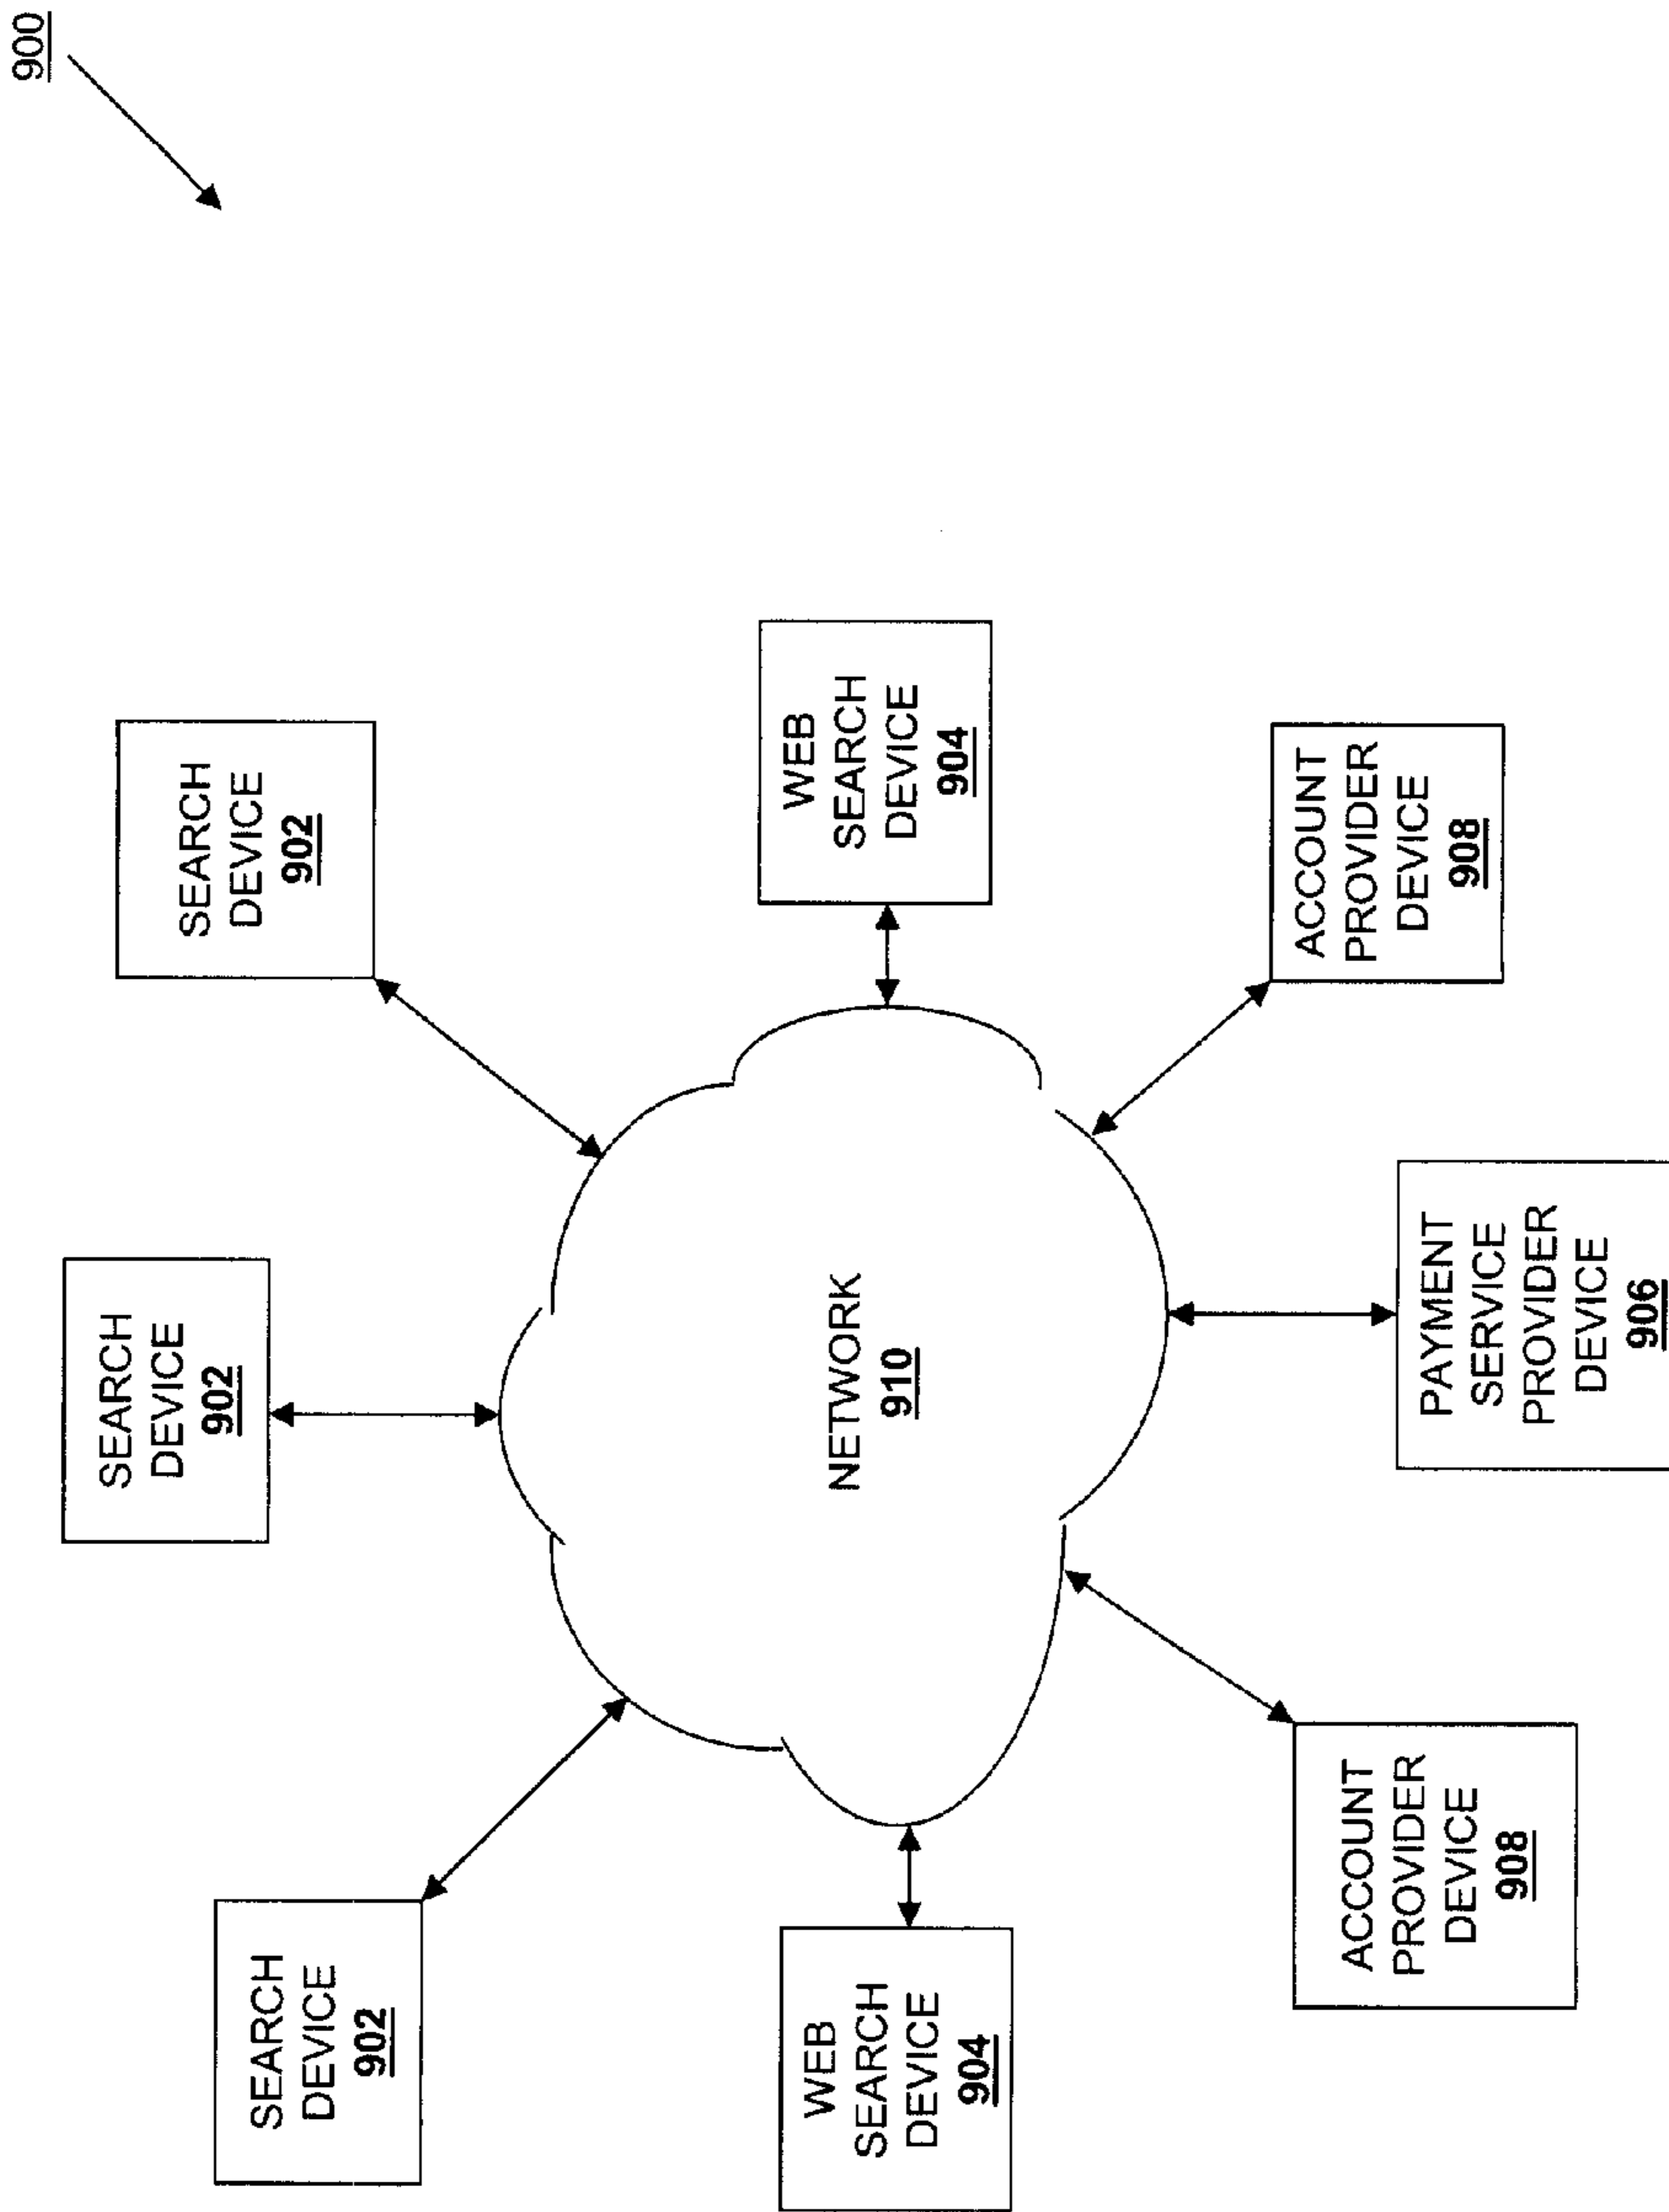 900
SEARCH
DEVICE
902
SEARCH
DEVICE
902
SEARCH
DEVICE
902
WEB
SEARCH
DEVICE
904
NETWORK
910
WEB
SEARCH
DEVICE
904
ACCOUNT
PROVIDER
DEVICE
908
PAYMENT
SERVICE
PROVIDER
DEVICE
906
ACCOUNT
PROVIDER
DEVICE
908